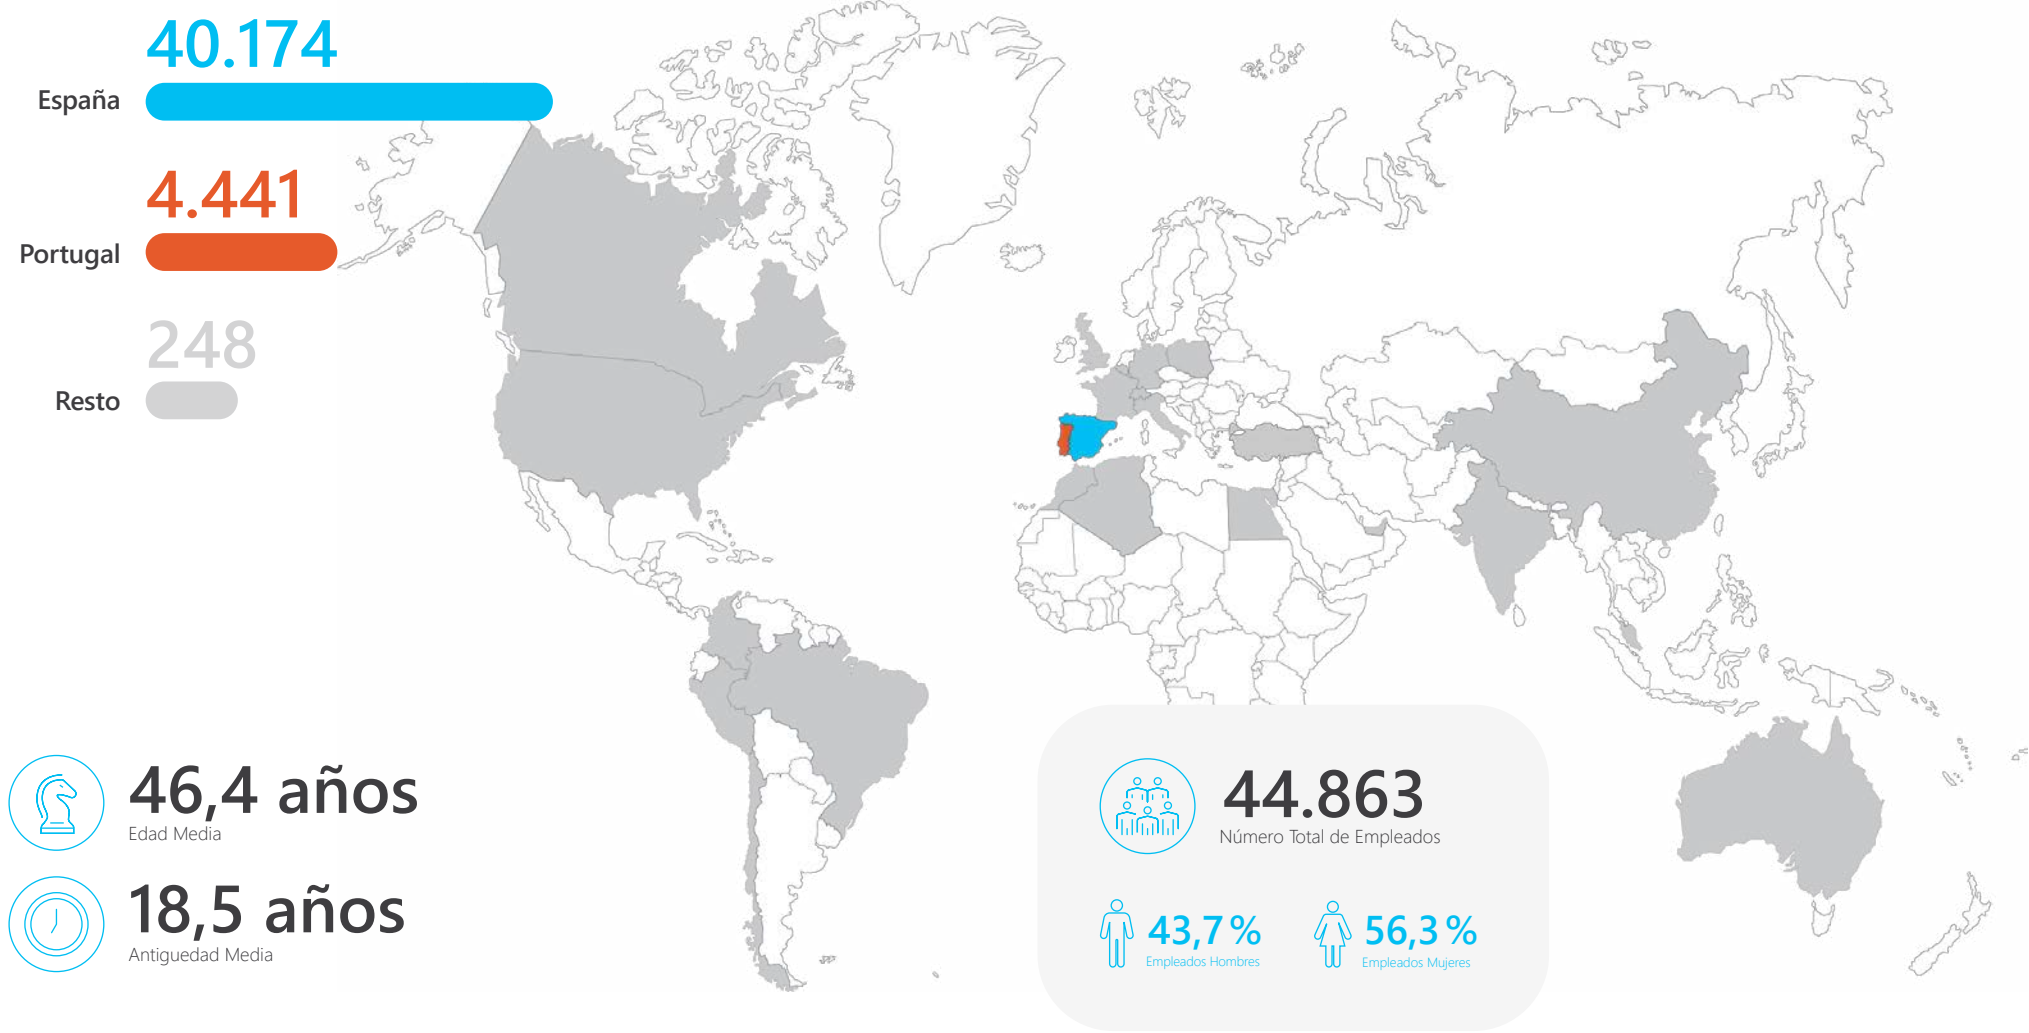 40.174
España
4.441
Portugal
248
Resto
46,4 años
Edad Media
18,5 años
Antiguedad Media
44.863
Número Total de Empleados
43,7 %
Empleados Hombres
56,3 %
Empleados Mujeres